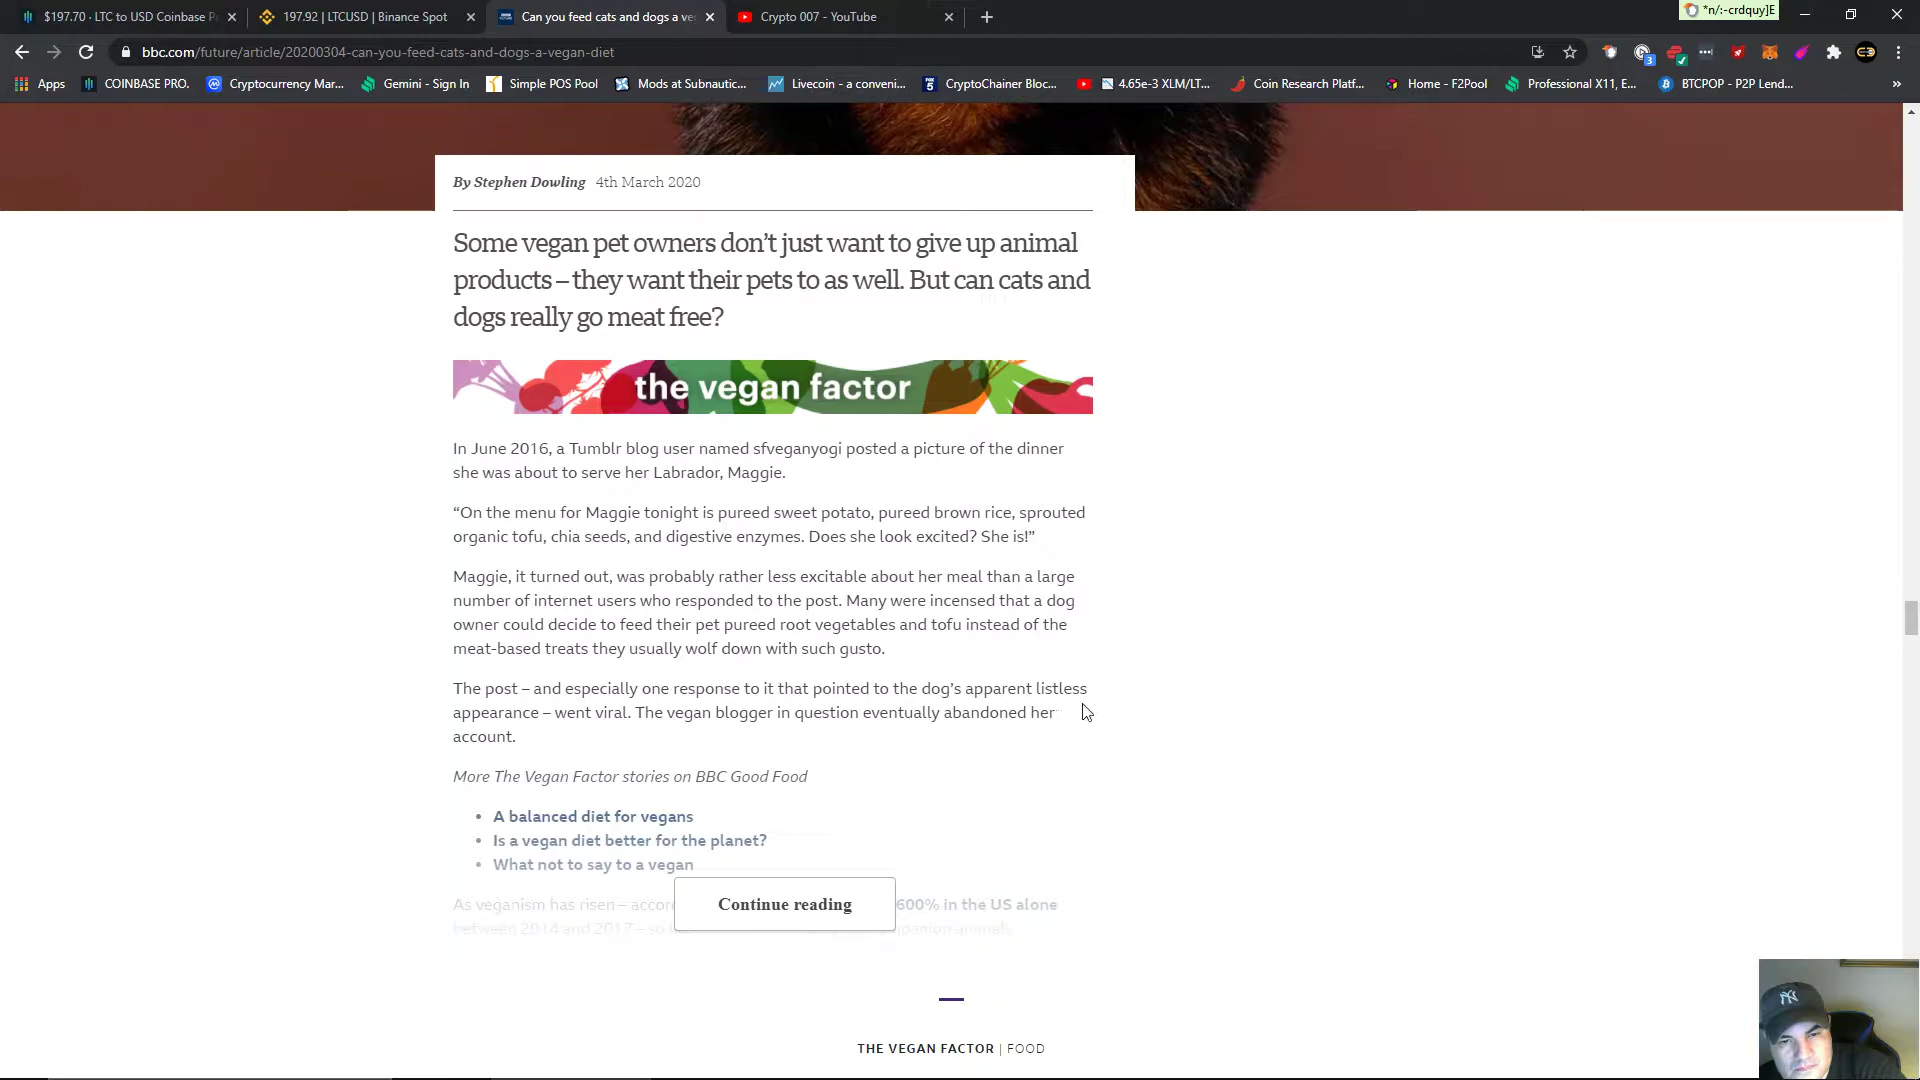 $197.70 · LTC to USD Coinbase P
197.92 | LTCUSD | Binance Spot
Can you feed cats and dogs a ve
Crypto 007 - YouTube
*n/:-crdquy]E
bbc.com/future/article/20200304-can-you-feed-cats-and-dogs-a-vegan-diet
3
Apps
COINBASE PRO.
Cryptocurrency Mar...
Gemini - Sign In
Simple POS Pool
Mods at Subnautic...
Livecoin - a conveni...
CryptoChainer Bloc...
4.65e-3 XLM/LT...
Coin Research Platf...
Home - F2Pool
Professional X11, E...
BTCPOP - P2P Lend...
»
By Stephen Dowling 4th March 2020
Some vegan pet owners don’t just want to give up animal
products – they want their pets to as well. But can cats and
dogs really go meat free?
the vegan factor
In June 2016, a Tumblr blog user named sfveganyogi posted a picture of the dinner
she was about to serve her Labrador, Maggie.
“On the menu for Maggie tonight is pureed sweet potato, pureed brown rice, sprouted
organic tofu, chia seeds, and digestive enzymes. Does she look excited? She is!”
Maggie, it turned out, was probably rather less excitable about her meal than a large
number of internet users who responded to the post. Many were incensed that a dog
owner could decide to feed their pet pureed root vegetables and tofu instead of the
meat-based treats they usually wolf down with such gusto.
The post – and especially one response to it that pointed to the dog’s apparent listless
appearance – went viral. The vegan blogger in question eventually abandoned her
account.
More The Vegan Factor stories on BBC Good Food
• A balanced diet for vegans
• Is a vegan diet better for the planet?
• What not to say to a vegan
As veganism has risen – 600% in the US alone
Continue reading
between 2014 and 2017 – so
THE VEGAN FACTOR | FOOD
NY